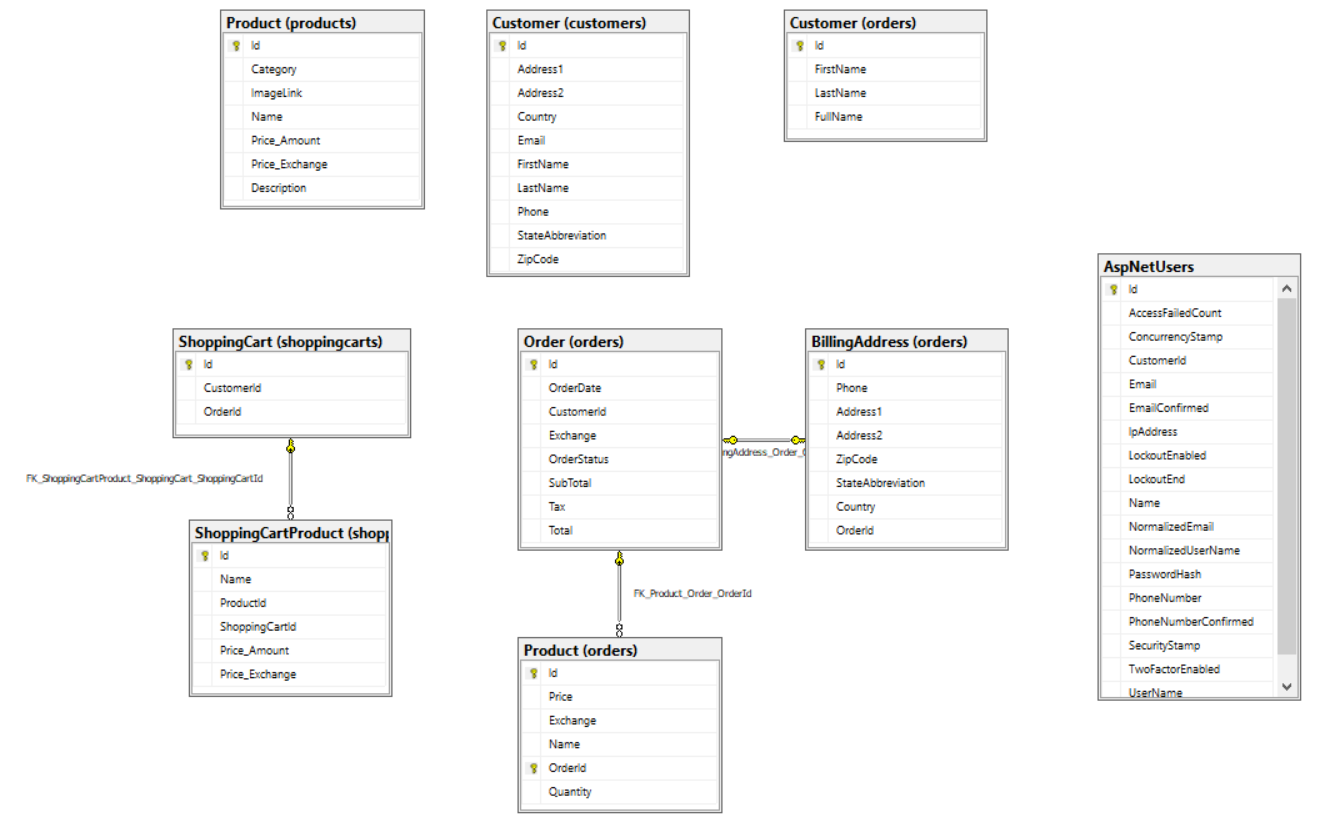 Product (products)
Id
Category
ImageLink
Name
Price_Amount
Price_Exchange
Description
Customer (customers)
Id
Address1
Address2
Country
Email
FirstName
LastName
Phone
StateAbbreviation
ZipCode
Customer (orders)
Id
FirstName
LastName
FullName
AspNetUsers
Id
AccessFailedCount
ConcurrencyStamp
CustomerId
Email
EmailConfirmed
IpAddress
LockoutEnabled
LockoutEnd
Name
NormalizedEmail
NormalizedUserName
PasswordHash
PhoneNumber
PhoneNumberConfirmed
SecurityStamp
TwoFactorEnabled
UserName
ShoppingCart (shoppingcarts)
Id
CustomerId
OrderId
FK_ShoppingCartProduct_ShoppingCart_ShoppingCartId
ShoppingCartProduct (shopp
Id
Name
ProductId
ShoppingCartId
Price_Amount
Price_Exchange
Order (orders)
Id
OrderDate
CustomerId
Exchange
OrderStatus
SubTotal
Tax
Total
ngAddress_Order_
BillingAddress (orders)
Id
Phone
Address1
Address2
ZipCode
StateAbbreviation
Country
OrderId
FK_Product_Order_OrderId
Product (orders)
Id
Price
Exchange
Name
OrderId
Quantity